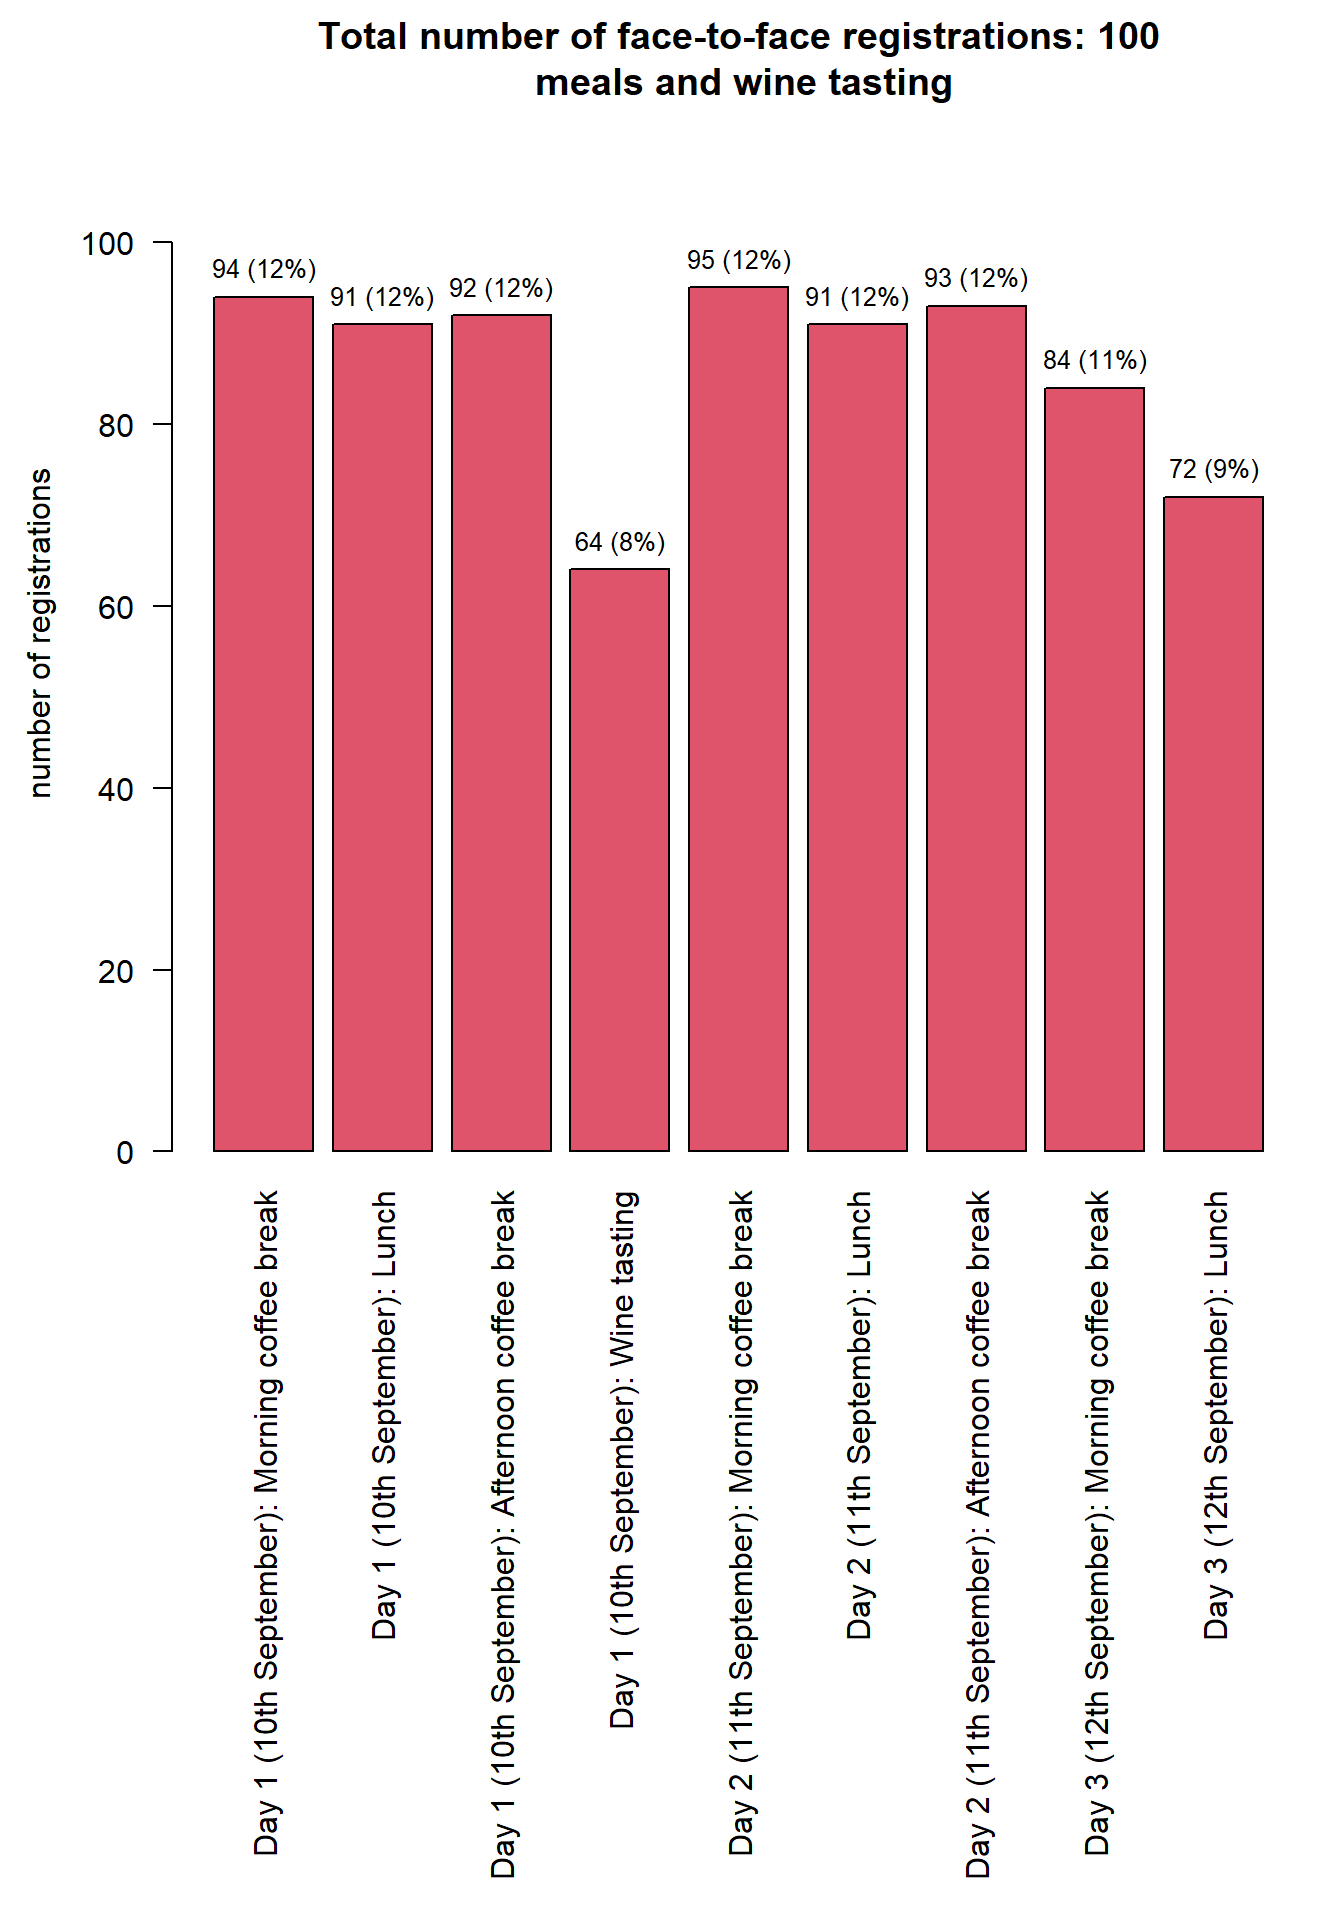 Total number of face-to-face registrations: 100
meals and wine tasting
number of registrations
100
80
60
40
20
0
94 (12%)
91 (12%)
92 (12%)
64 (8%)
95 (12%)
91 (12%)
93 (12%)
84 (11%)
72 (9%)
Day 1 (10th September): Morning coffee break
Day 1 (10th September): Lunch
Day 1 (10th September): Afternoon coffee break
Day 1 (10th September): Wine tasting
Day 2 (11th September): Morning coffee break
Day 2 (11th September): Lunch
Day 2 (11th September): Afternoon coffee break
Day 3 (12th September): Morning coffee break
Day 3 (12th September): Lunch